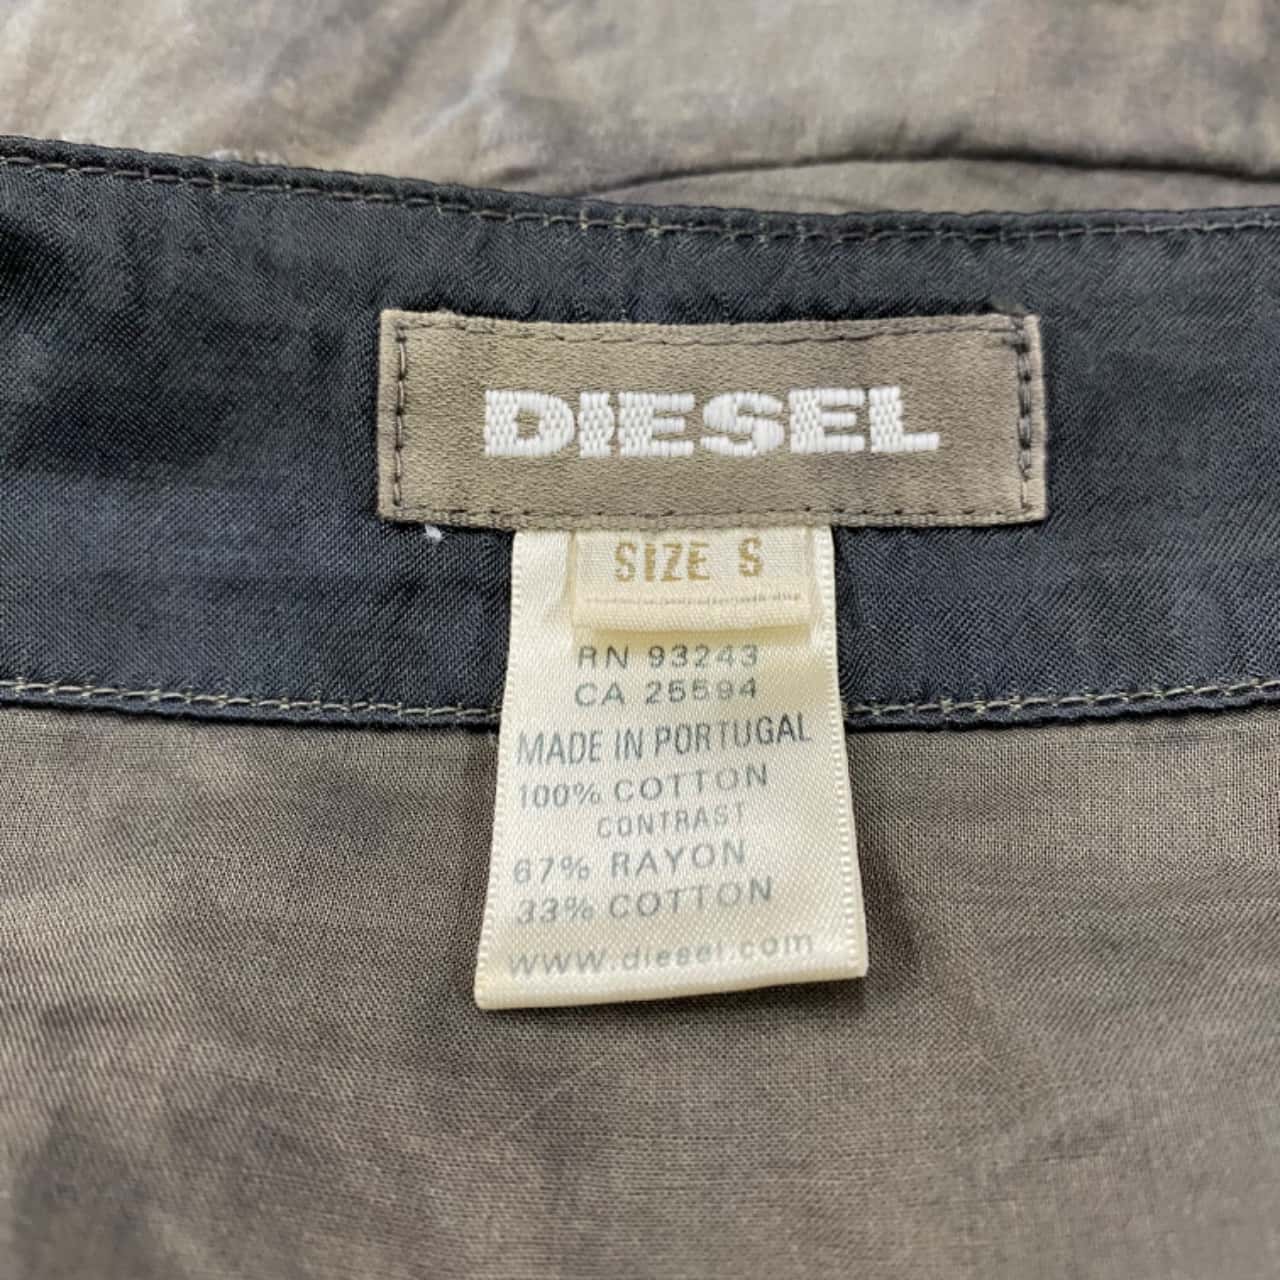 DIESEL
SIZE S
RN 93243
CA 25594
MADE IN PORTUGAL
100% COTTON
CONTRAST
67% RAYON
33% COTTON
www.diesel.com